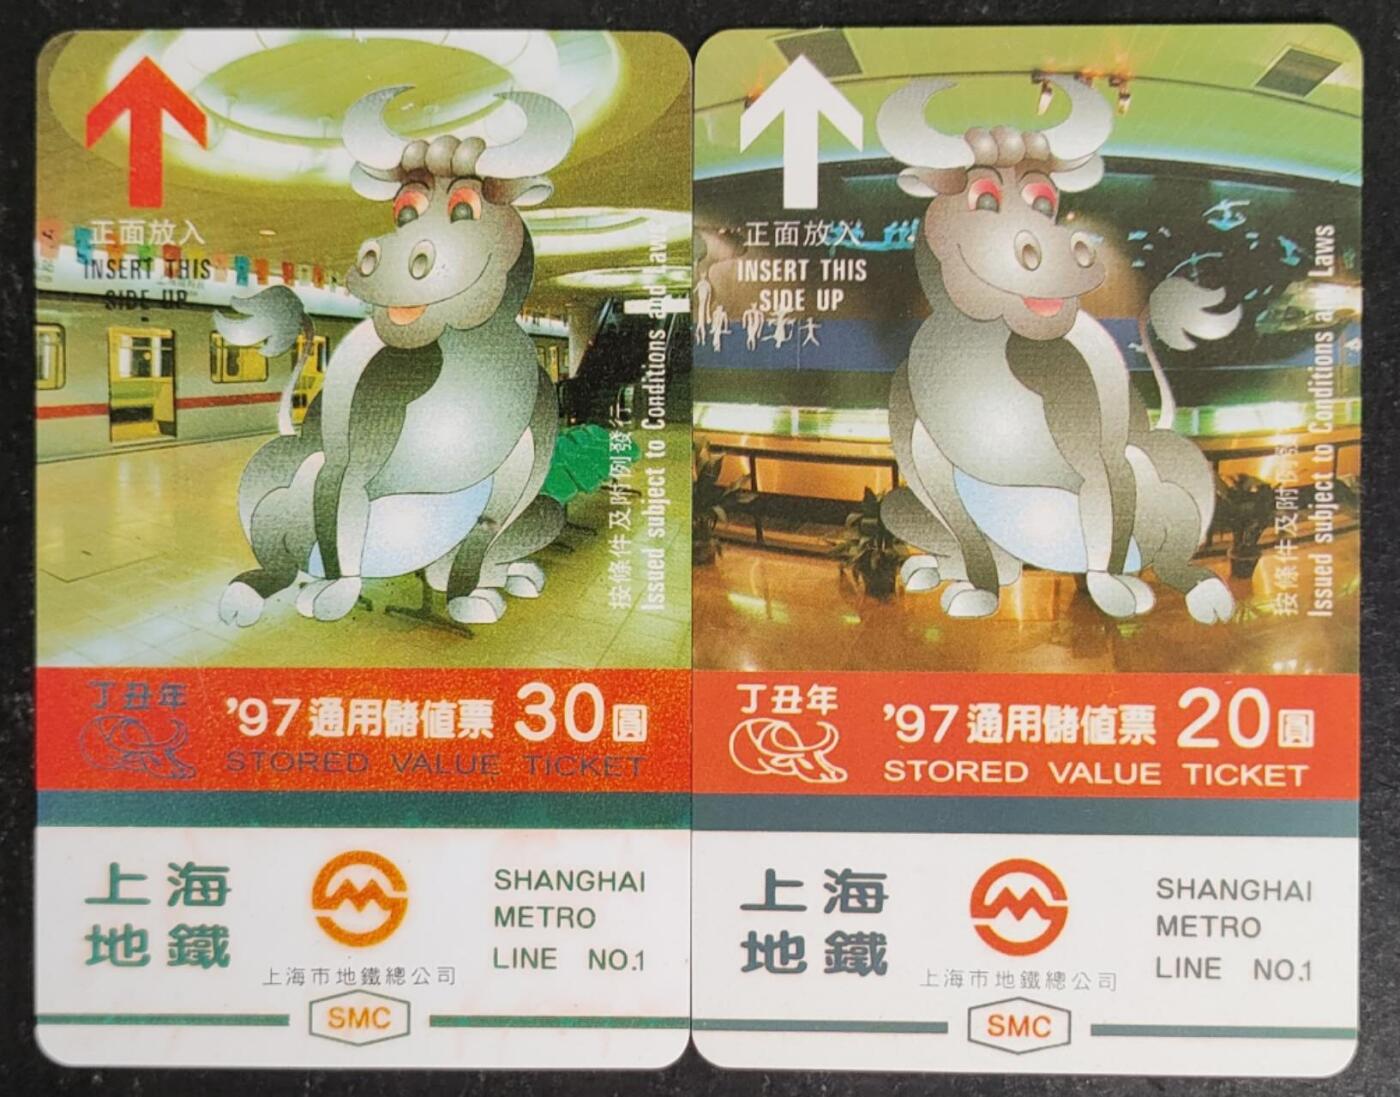 正面放入
INSERT THIS
SIDE UP
按條件及附例發行
Issued subject to Conditions and Laws
丁丑年
'97通用儲值票 30圓
STORED VALUE TICKET
上海
地鐵
上海市地鐵總公司
SMC
SHANGHAI
METRO
LINE NO.1
正面放入
INSERT THIS
SIDE UP
按條件及附例
Issued subject to Conditions and Laws
丁丑年
'97通用儲值票 20圓
STORED VALUE TICKET
上海
地鐵
上海市地鐵總公司
SMC
SHANGHAI
METRO
LINE NO.1